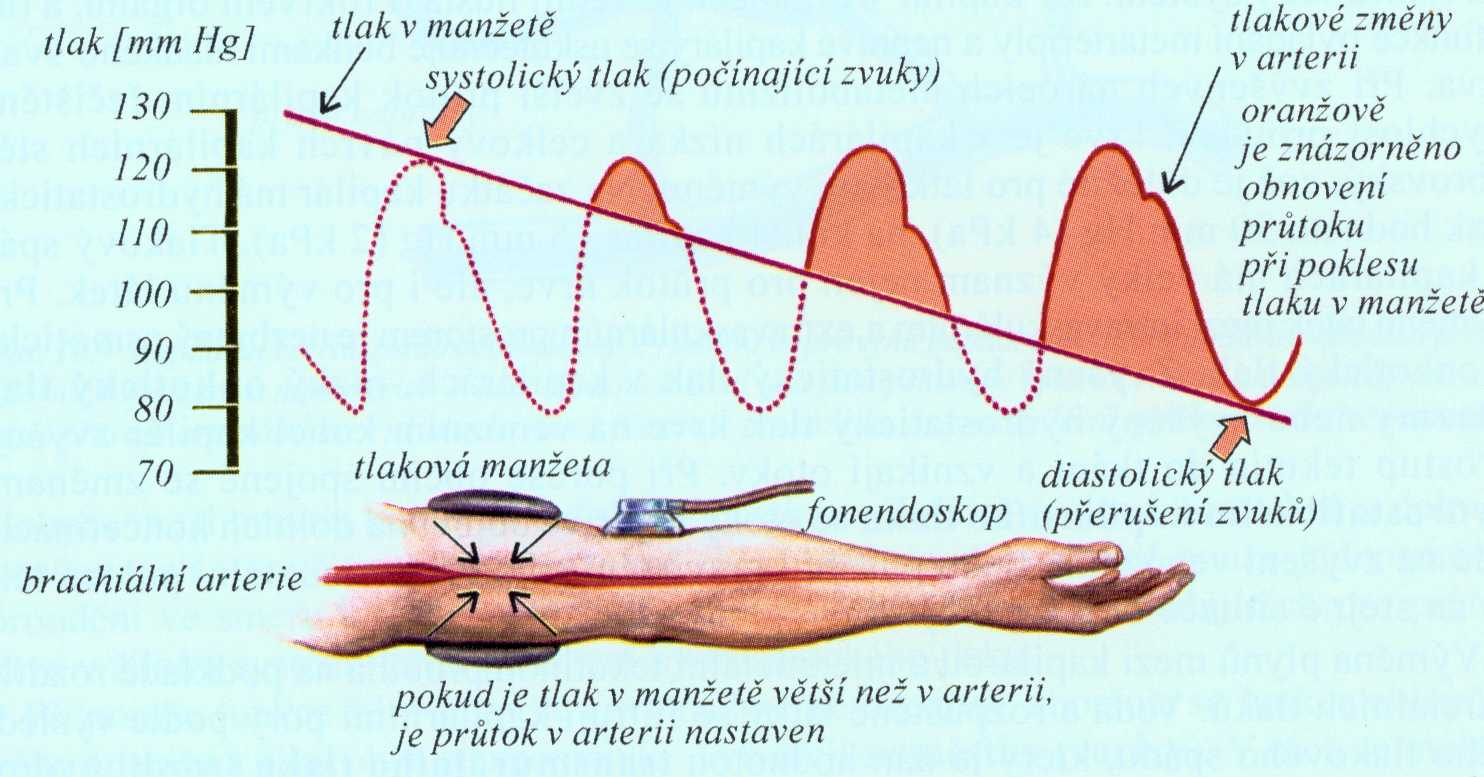 tlak [mm Hg]
tlak v manžetě
systolický tlak (počínající zvuky)
tlakové změny
v arterii
oranžově
je znázorněno
obnovení
průtoku
při poklesu
tlaku v manžetě
130
120
110
100
90
80
70
tlaková manžeta
fonendoskop
diastolický tlak
(přerušení zvuků)
brachiální arterie
pokud je tlak v manžetě větší než v arterii,
je průtok v arterii nastaven